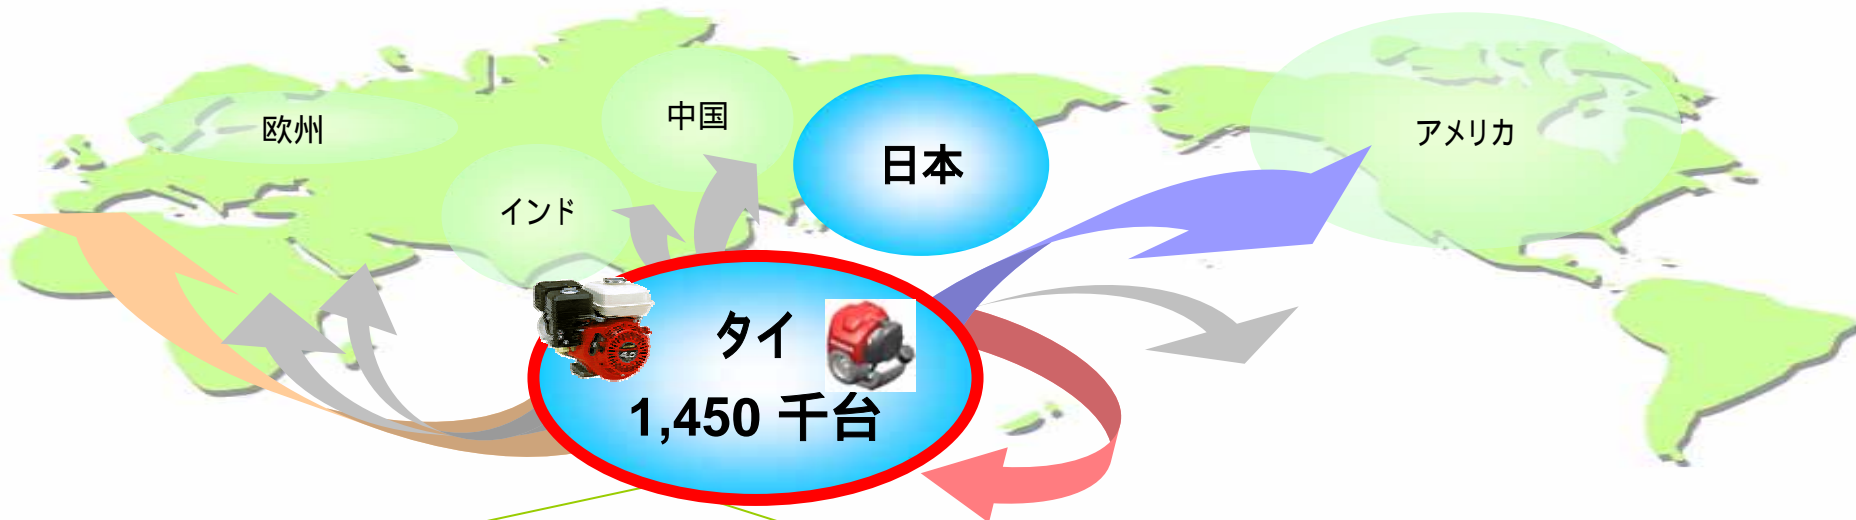 欧州
中国
日本
アメリカ
インド
タイ
1,450 千台